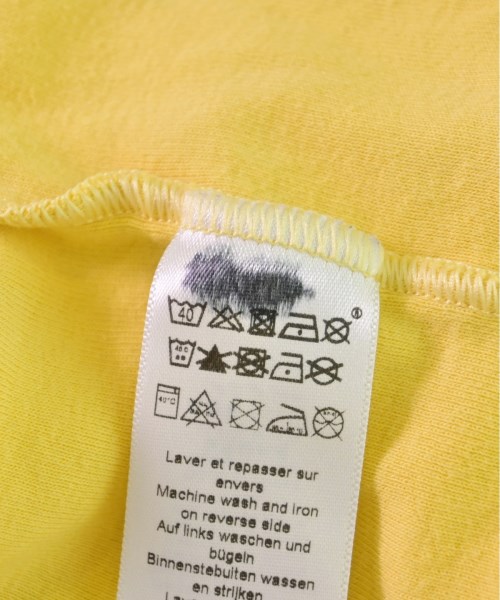 40
40°C
Laver et repasser sur
envers
Machine wash and iron
on reverse side
Auf links waschen und
bügeln
Binnenstebuiten wassen
en strijken